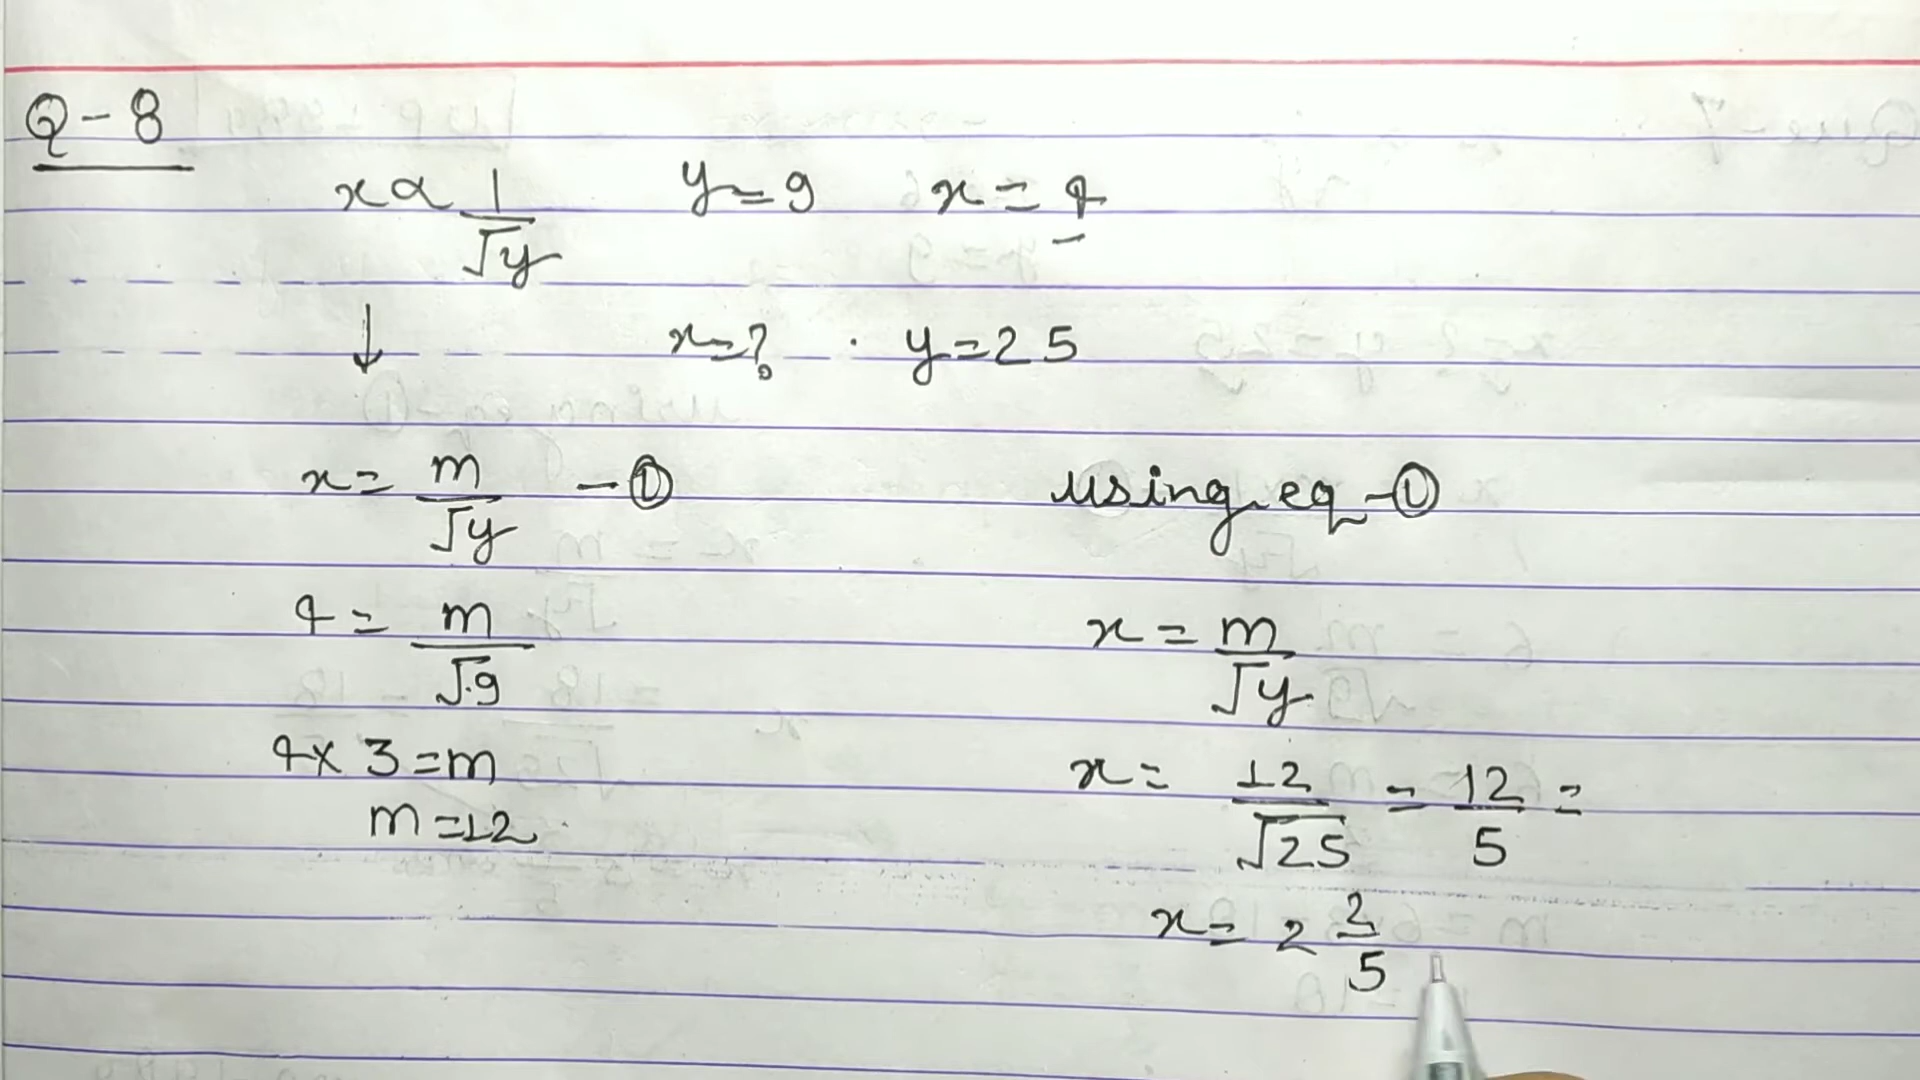 Q-8
x ∝ 1/√y y=9 x=4
↓ x=? . y=25
x= m/√y -①
using eq-①
4= m/√9
x= m/√y
4x 3=m
x= 12/√25 = 12/5 =
m=12
x= 2 2/5